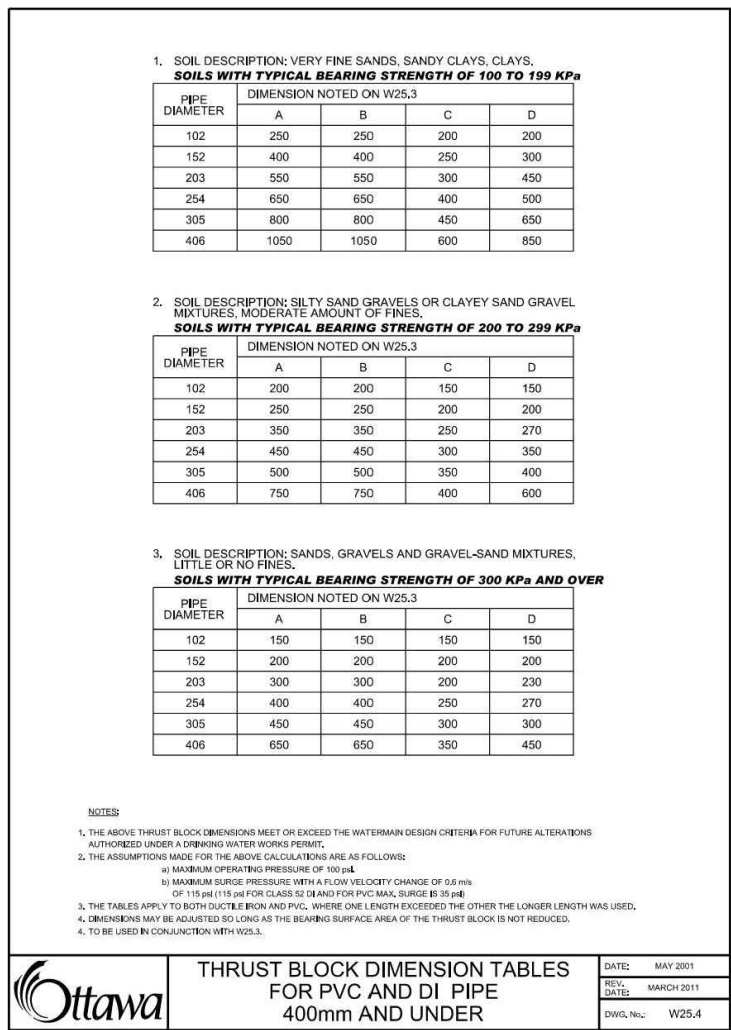 1. SOIL DESCRIPTION: VERY FINE SANDS, SANDY CLAYS, CLAYS.
SOILS WITH TYPICAL BEARING STRENGTH OF 100 TO 199 KPa
PIPE DIAMETER DIMENSION NOTED ON W25.3
A B C D
102 250 250 200 200
152 400 400 250 300
203 550 550 300 450
254 650 650 400 500
305 800 800 450 650
406 1050 1050 600 850
2. SOIL DESCRIPTION: SILTY SAND GRAVELS OR CLAYEY SAND GRAVEL
MIXTURES, MODERATE AMOUNT OF FINES.
SOILS WITH TYPICAL BEARING STRENGTH OF 200 TO 299 KPa
PIPE DIAMETER DIMENSION NOTED ON W25.3
A B C D
102 200 200 150 150
152 250 250 200 200
203 350 350 250 270
254 450 450 300 350
305 500 500 350 400
406 750 750 400 600
3. SOIL DESCRIPTION: SANDS, GRAVELS AND GRAVEL-SAND MIXTURES,
LITTLE OR NO FINES.
SOILS WITH TYPICAL BEARING STRENGTH OF 300 KPa AND OVER
PIPE DIAMETER DIMENSION NOTED ON W25.3
A B C D
102 150 150 150 150
152 200 200 200 200
203 300 300 200 230
254 400 400 250 270
305 450 450 300 300
406 650 650 350 450
NOTES:
1. THE ABOVE THRUST BLOCK DIMENSIONS MEET OR EXCEED THE WATERMAIN DESIGN CRITERIA FOR FUTURE ALTERATIONS
AUTHORIZED UNDER A DRINKING WATER WORKS PERMIT.
2. THE ASSUMPTIONS MADE FOR THE ABOVE CALCULATIONS ARE AS FOLLOWS:
a) MAXIMUM OPERATING PRESSURE OF 100 psi.
b) MAXIMUM SURGE PRESSURE WITH A FLOW VELOCITY CHANGE OF 0.6 m/s
OF 115 psi (115 psi FOR CLASS 52 DI AND FOR PVC MAX. SURGE IS 35 psi)
3. THE TABLES APPLY TO BOTH DUCTILE IRON AND PVC. WHERE ONE LENGTH EXCEEDED THE OTHER THE LONGER LENGTH WAS USED.
4. DIMENSIONS MAY BE ADJUSTED SO LONG AS THE BEARING SURFACE AREA OF THE THRUST BLOCK IS NOT REDUCED.
4. TO BE USED IN CONJUNCTION WITH W25.3.
Ottawa
THRUST BLOCK DIMENSION TABLES
FOR PVC AND DI PIPE
400mm AND UNDER
DATE: MAY 2001
REV. DATE: MARCH 2011
DWG. No.: W25.4